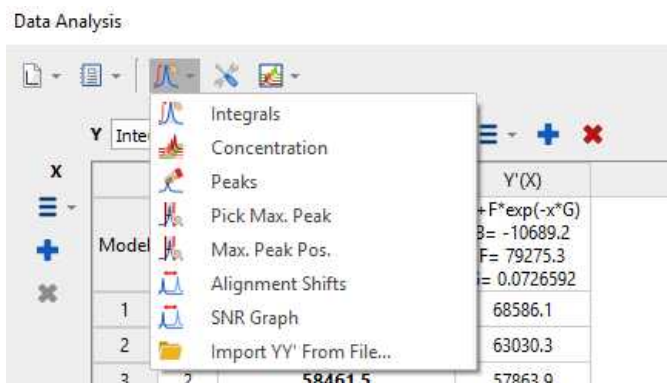 Data Analysis
Integrals
Y Inte
Concentration
X
Peaks
Y'(X)
Pick Max. Peak
+F*exp(-x*G)
Model
Max. Peak Pos.
= -10689.2
F= 79275.3
Alignment Shifts
= 0.0726592
1
SNR Graph
68586.1
2
Import YY' From File...
63030.3
3 2 58461.5 57863.9